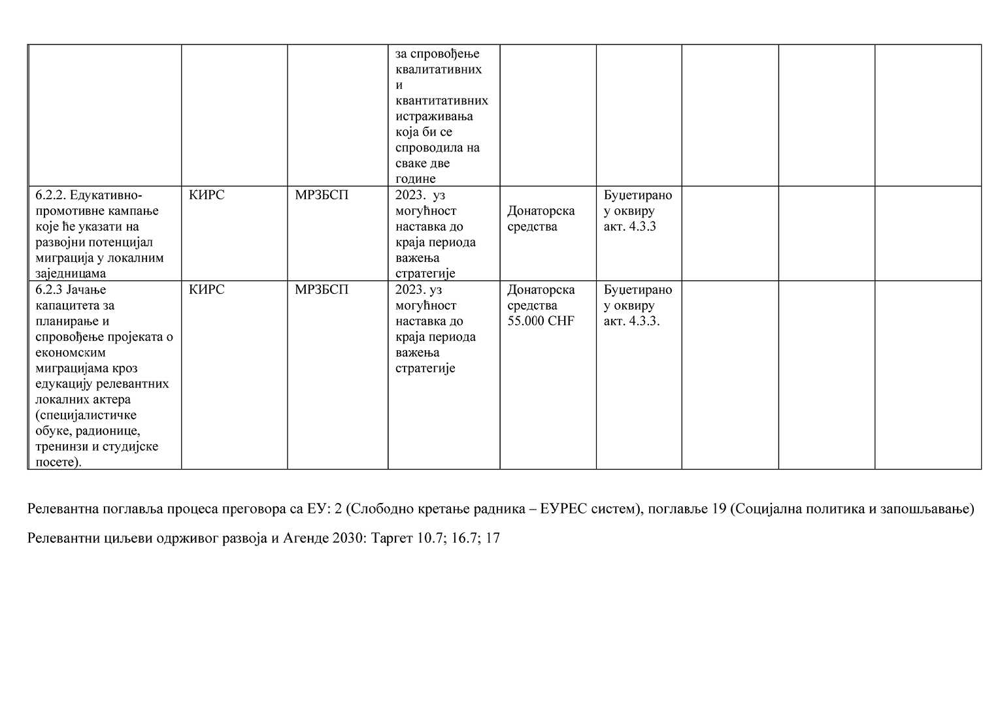 за спровођење
квалитативних
и
квантитативних
истраживања
која би се
спроводила на
сваке две
године
6.2.2. Едукативно-
промотивне кампање
које ће указати на
развојни потенцијал
миграција у локалним
заједницама
КИРС
МРЗБСП
2023.  уз
могућност
наставка до
краја периода
важења
стратегије
Донаторска
средства
Буџетирано
у оквиру
акт. 4.3.3
6.2.3 Јачање
капацитета за
планирање и
спровођење пројеката о
економским
миграцијама кроз
едукацију релевантних
локалних актера
(специјалистичке
обуке, радионице,
тренинзи и студијске
посете).
КИРС
МРЗБСП
2023. уз
могућност
наставка до
краја периода
важења
стратегије
Донаторска
средства
55.000 CHF
Буџетирано
у оквиру
акт. 4.3.3.
Релевантна поглавља процеса преговора са ЕУ: 2 (Слободно кретање радника – ЕУРЕС систем), поглавље 19 (Социјална политика и запошљавање)
Релевантни циљеви одрживог развоја и Агенде 2030: Таргет 10.7; 16.7; 17